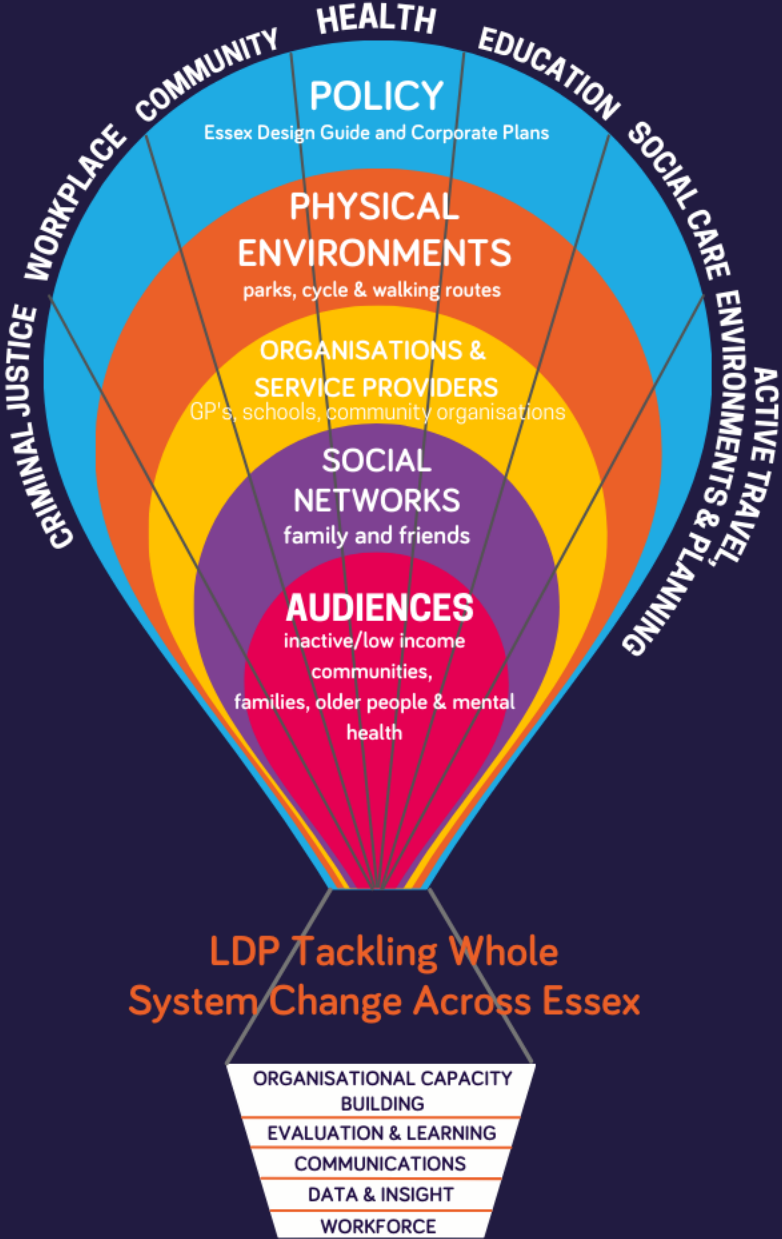 CRIMINAL JUSTICE
WORKPLACE
COMMUNITY
HEALTH
EDUCATION
SOCIAL CARE
ACTIVE TRAVEL,
ENVIRONMENTS & PLANNING
POLICY
Essex Design Guide and Corporate Plans
PHYSICAL
ENVIRONMENTS
parks, cycle & walking routes
ORGANISATIONS &
SERVICE PROVIDERS
GP's, schools, community organisations
SOCIAL
NETWORKS
family and friends
AUDIENCES
inactive/low income
communities,
families, older people & mental
health
LDP Tackling Whole
System Change Across Essex
ORGANISATIONAL CAPACITY
BUILDING
EVALUATION & LEARNING
COMMUNICATIONS
DATA & INSIGHT
WORKFORCE